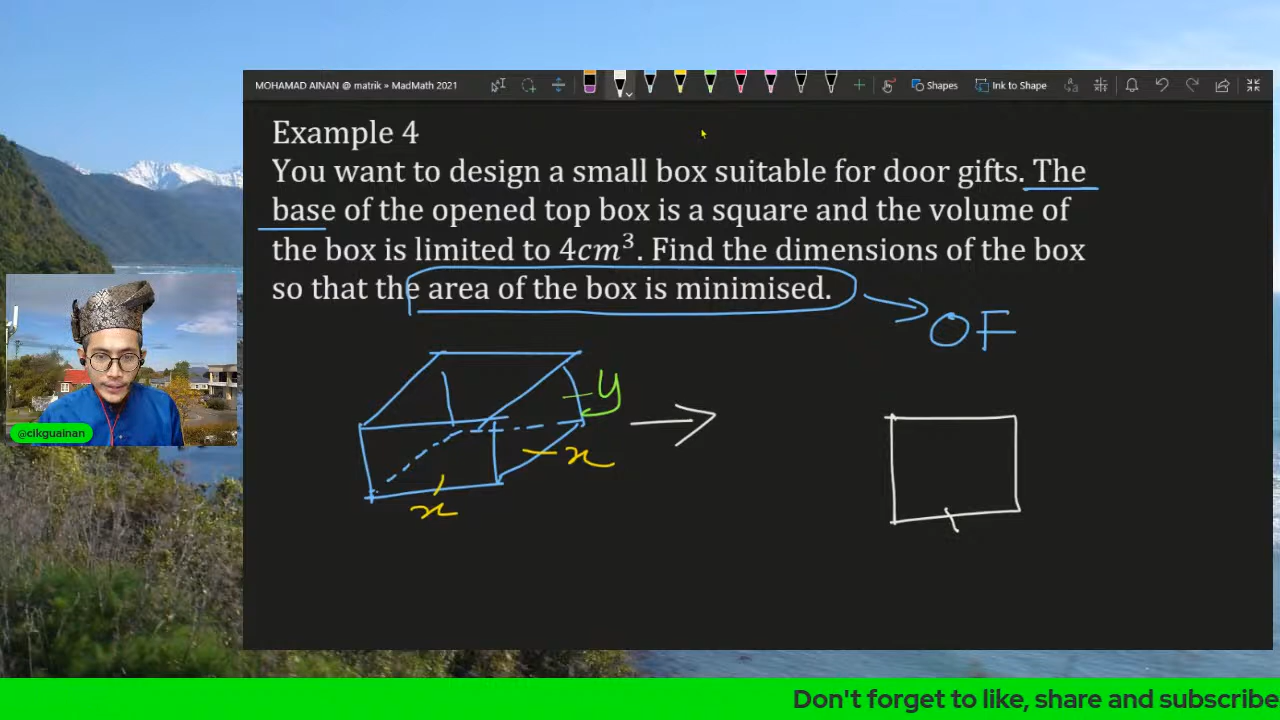 MOHAMAD AINAN @ matrik » MadMath 2021
Shapes
Ink to Shape
Example 4
You want to design a small box suitable for door gifts. The
base of the opened top box is a square and the volume of
the box is limited to 4cm³. Find the dimensions of the box
so that the area of the box is minimised.
OF
y
x
x
@cikguainan
Don't forget to like, share and subscribe